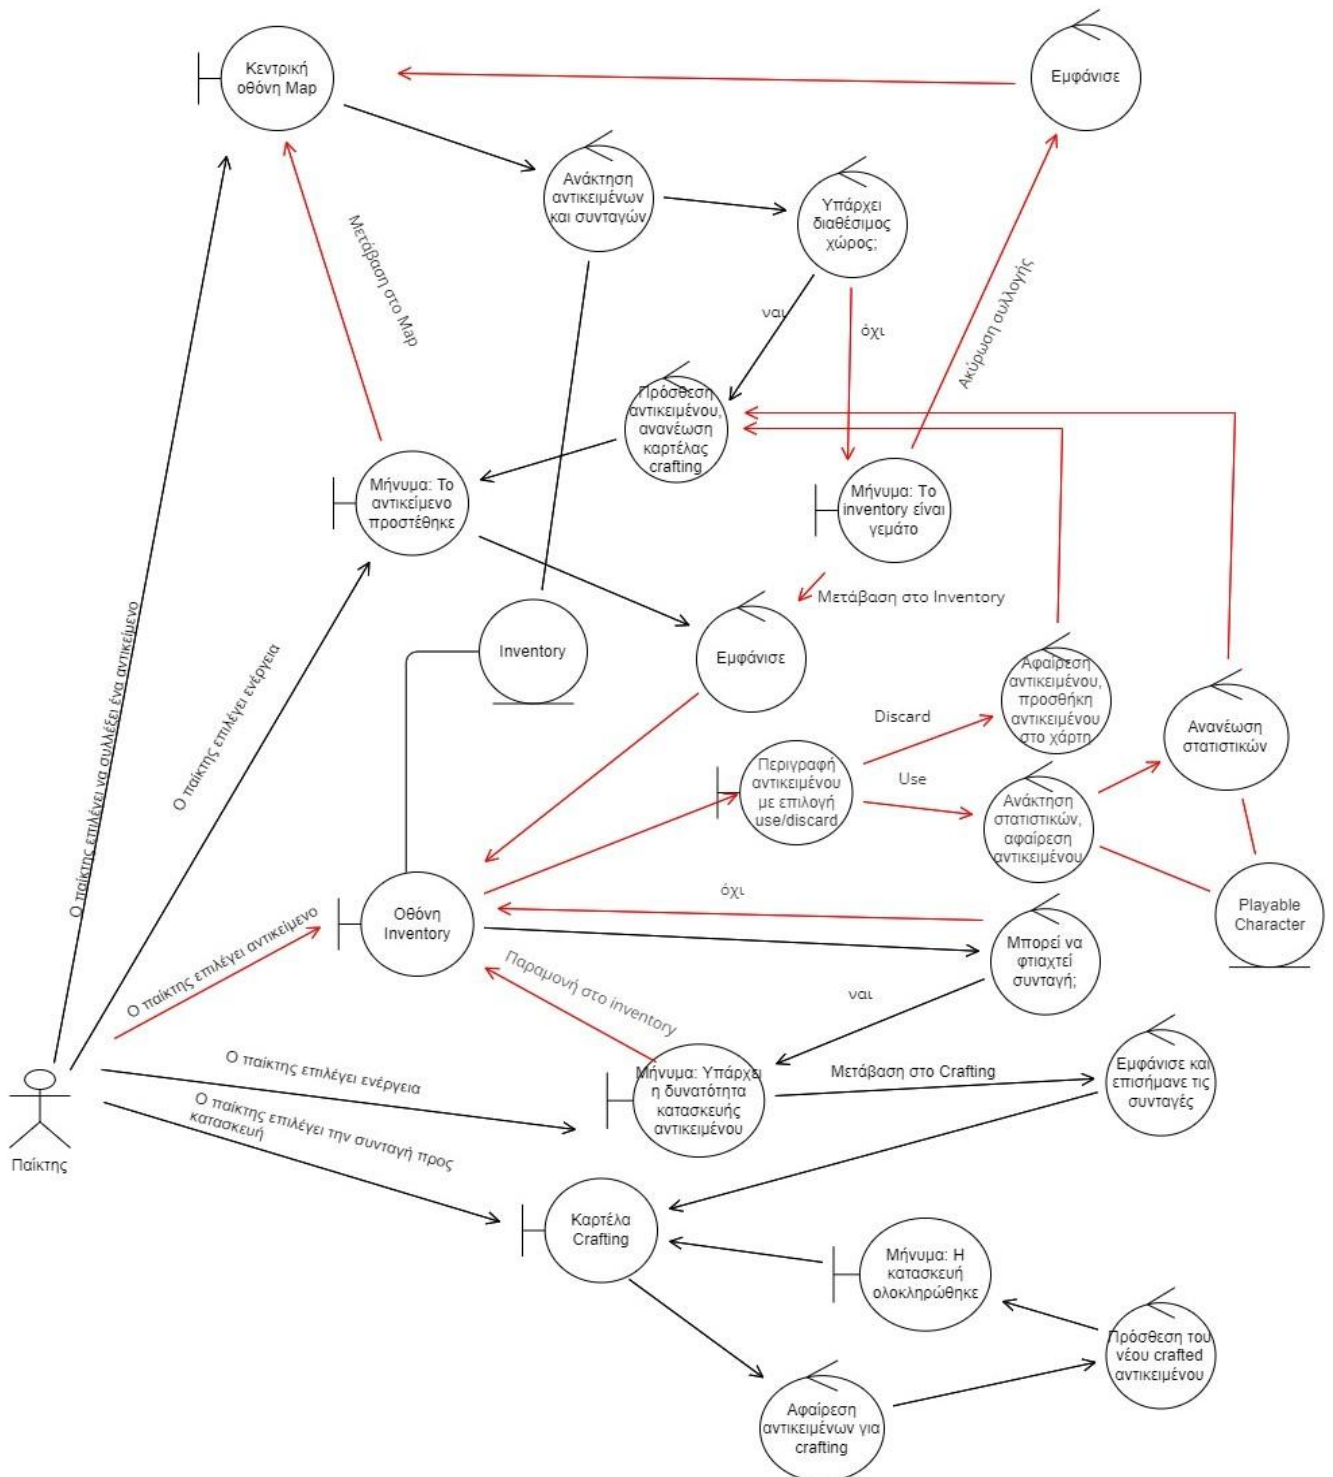 Κεντρική
οθόνη Map
Εμφάνισε
Ανάκτηση
αντικειμένων
και συνταγών
Υπάρχει
διαθέσιμος
χώρος;
Μετάβαση στο Map
ναι
όχι
Ακύρωση συλλογής
Πρόσθεση
αντικειμένου,
ανανέωση
καρτέλας
crafting
Μήνυμα: Το
αντικείμενο
προστέθηκε
Μήνυμα: Το
inventory είναι
γεμάτο
Μετάβαση στο Inventory
Ο παίκτης επιλέγει να συλλέξει ένα αντικείμενο
Ο παίκτης επιλέγει ενέργεια
Inventory
Εμφάνισε
Αφαίρεση
αντικειμένου,
προσθήκη
αντικειμένου
στο χάρτη
Ανανέωση
στατιστικών
Discard
Περιγραφή
αντικειμένου
με επιλογή
use/discard
Use
Ανάκτηση
στατιστικών,
αφαίρεση
αντικειμένου
Playable
Character
Ο παίκτης επιλέγει αντικείμενο
Οθόνη
Inventory
όχι
Μπορεί να
φτιαχτεί
συνταγή;
Παραμονή στο inventory
ναι
Ο παίκτης επιλέγει ενέργεια
Μήνυμα: Υπάρχει
η δυνατότητα
κατασκευής
αντικειμένου
Μετάβαση στο Crafting
Εμφάνισε και
επισήμανε τις
συνταγές
Ο παίκτης επιλέγει την συνταγή προς
κατασκευή
Παίκτης
Καρτέλα
Crafting
Μήνυμα: Η
κατασκευή
ολοκληρώθηκε
Πρόσθεση του
νέου crafted
αντικειμένου
Αφαίρεση
αντικειμένων για
crafting